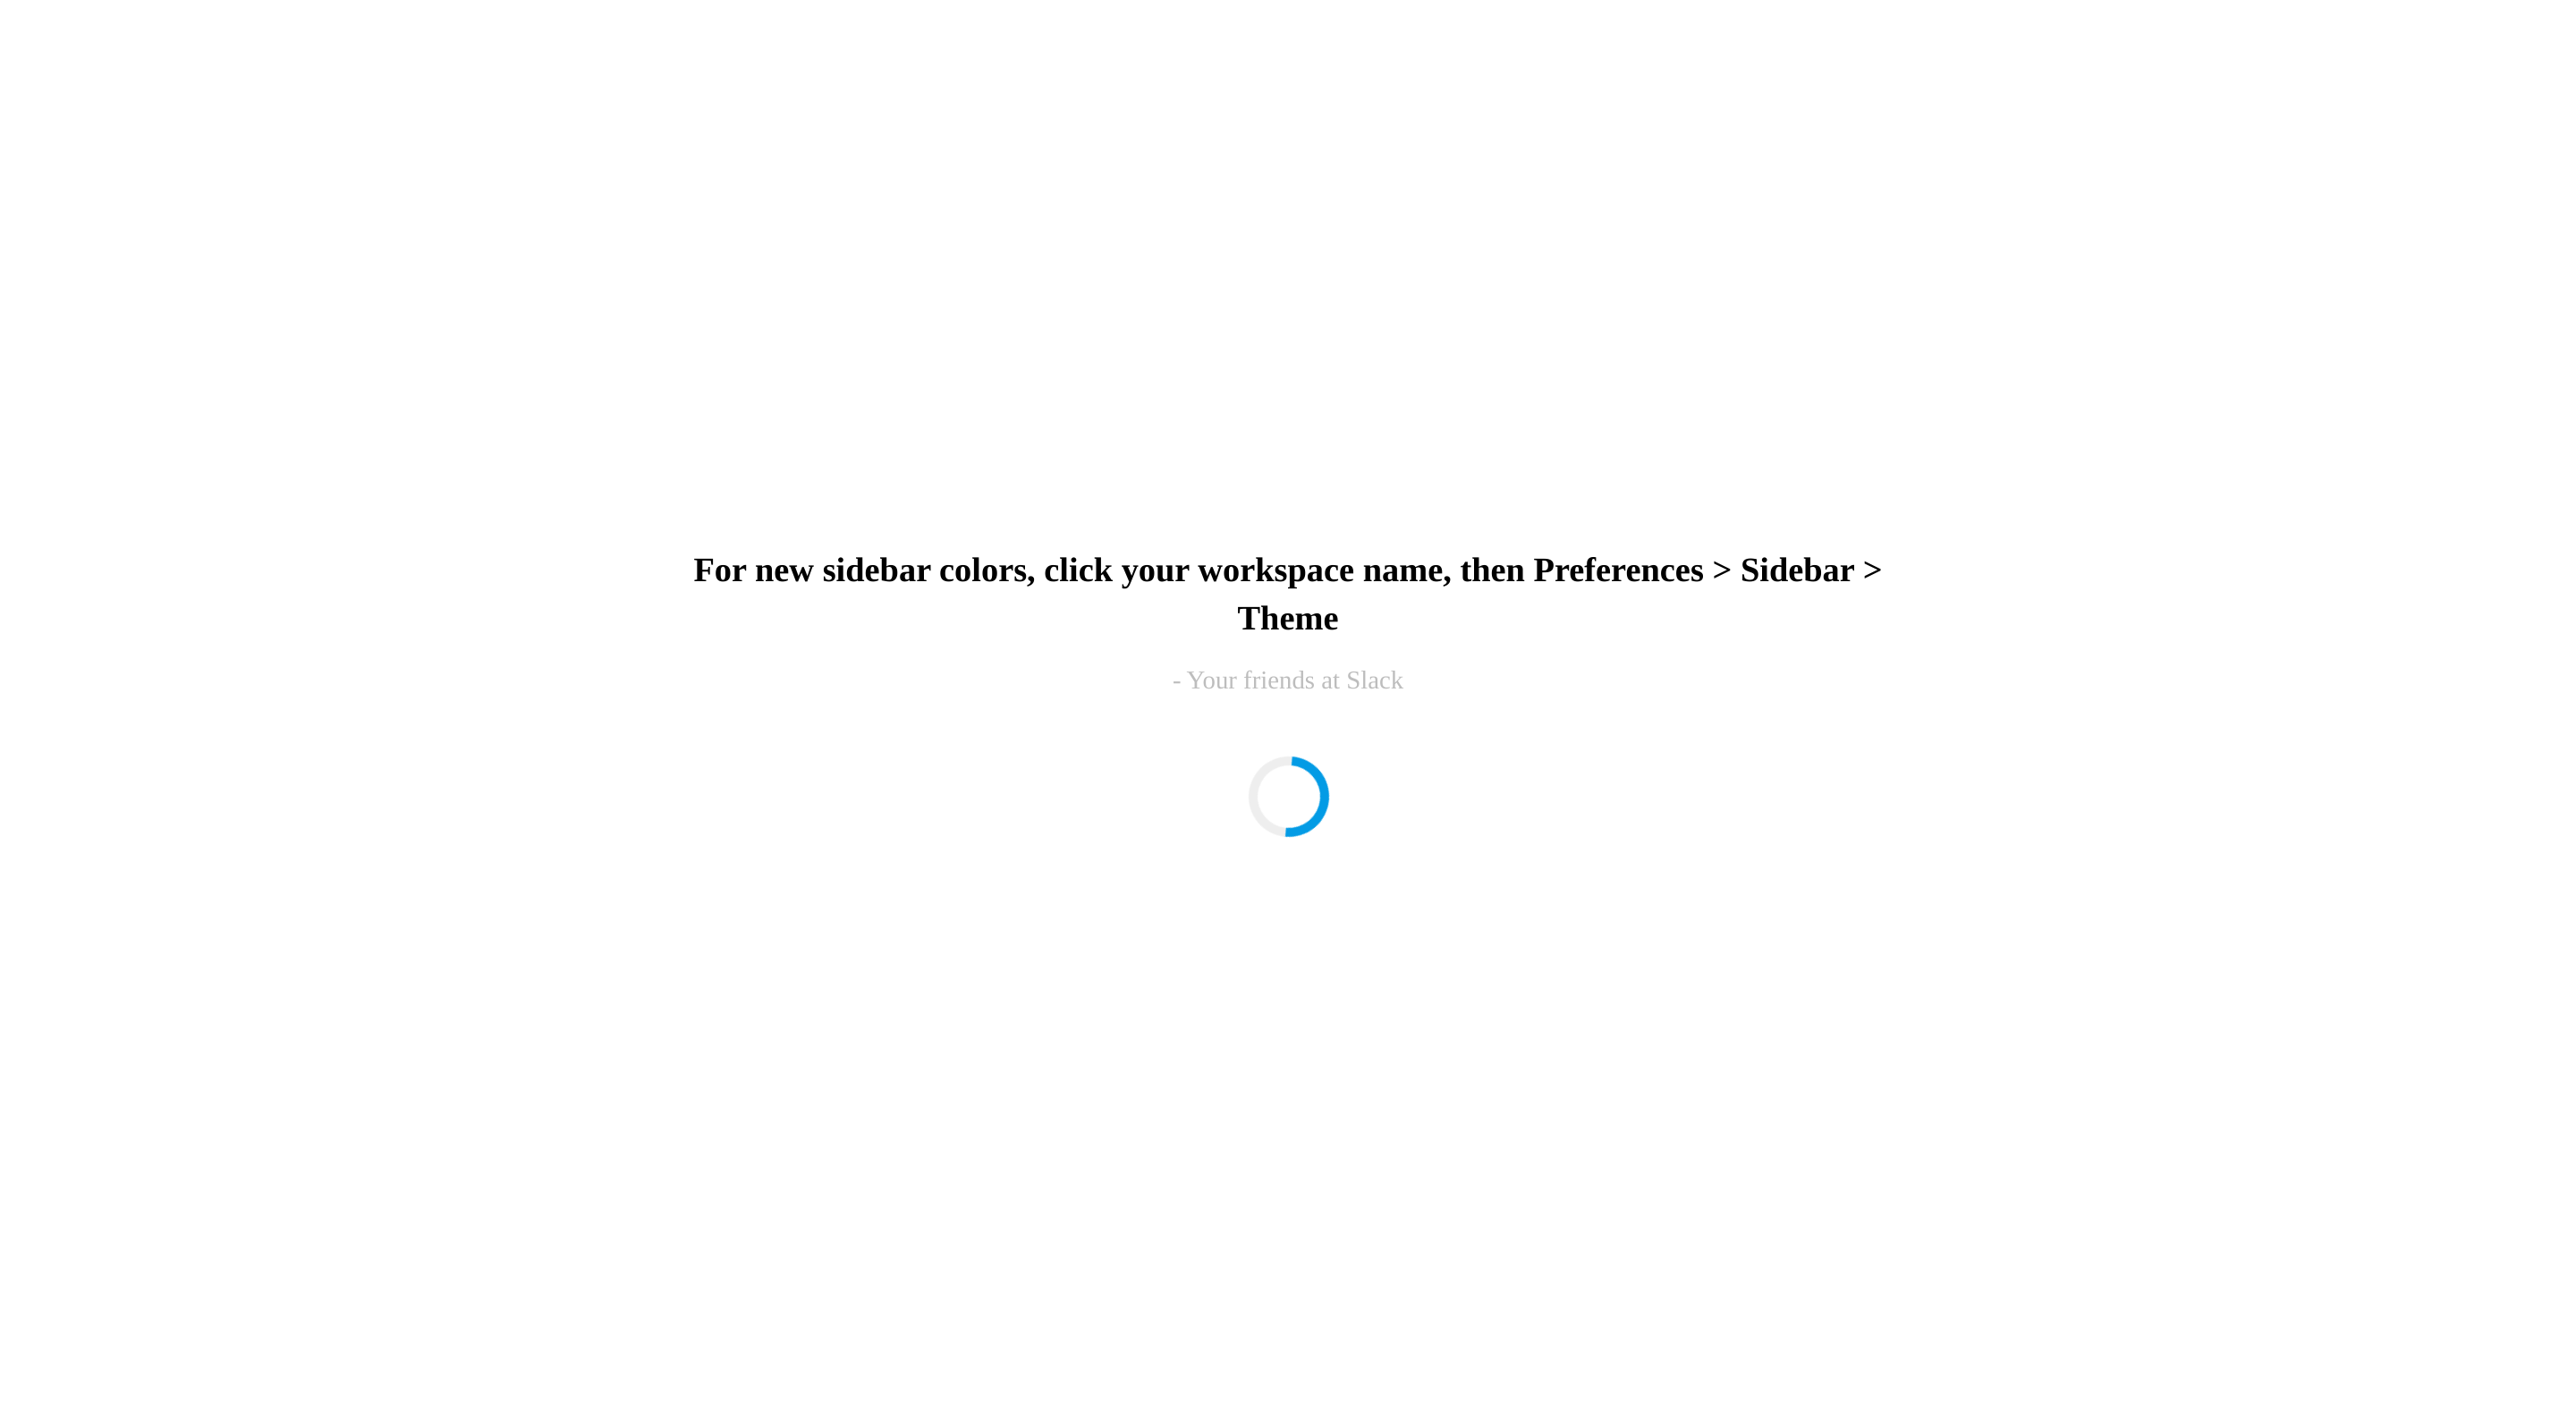 For new sidebar colors, click your workspace name, then Preferences > Sidebar >
Theme
- Your friends at Slack